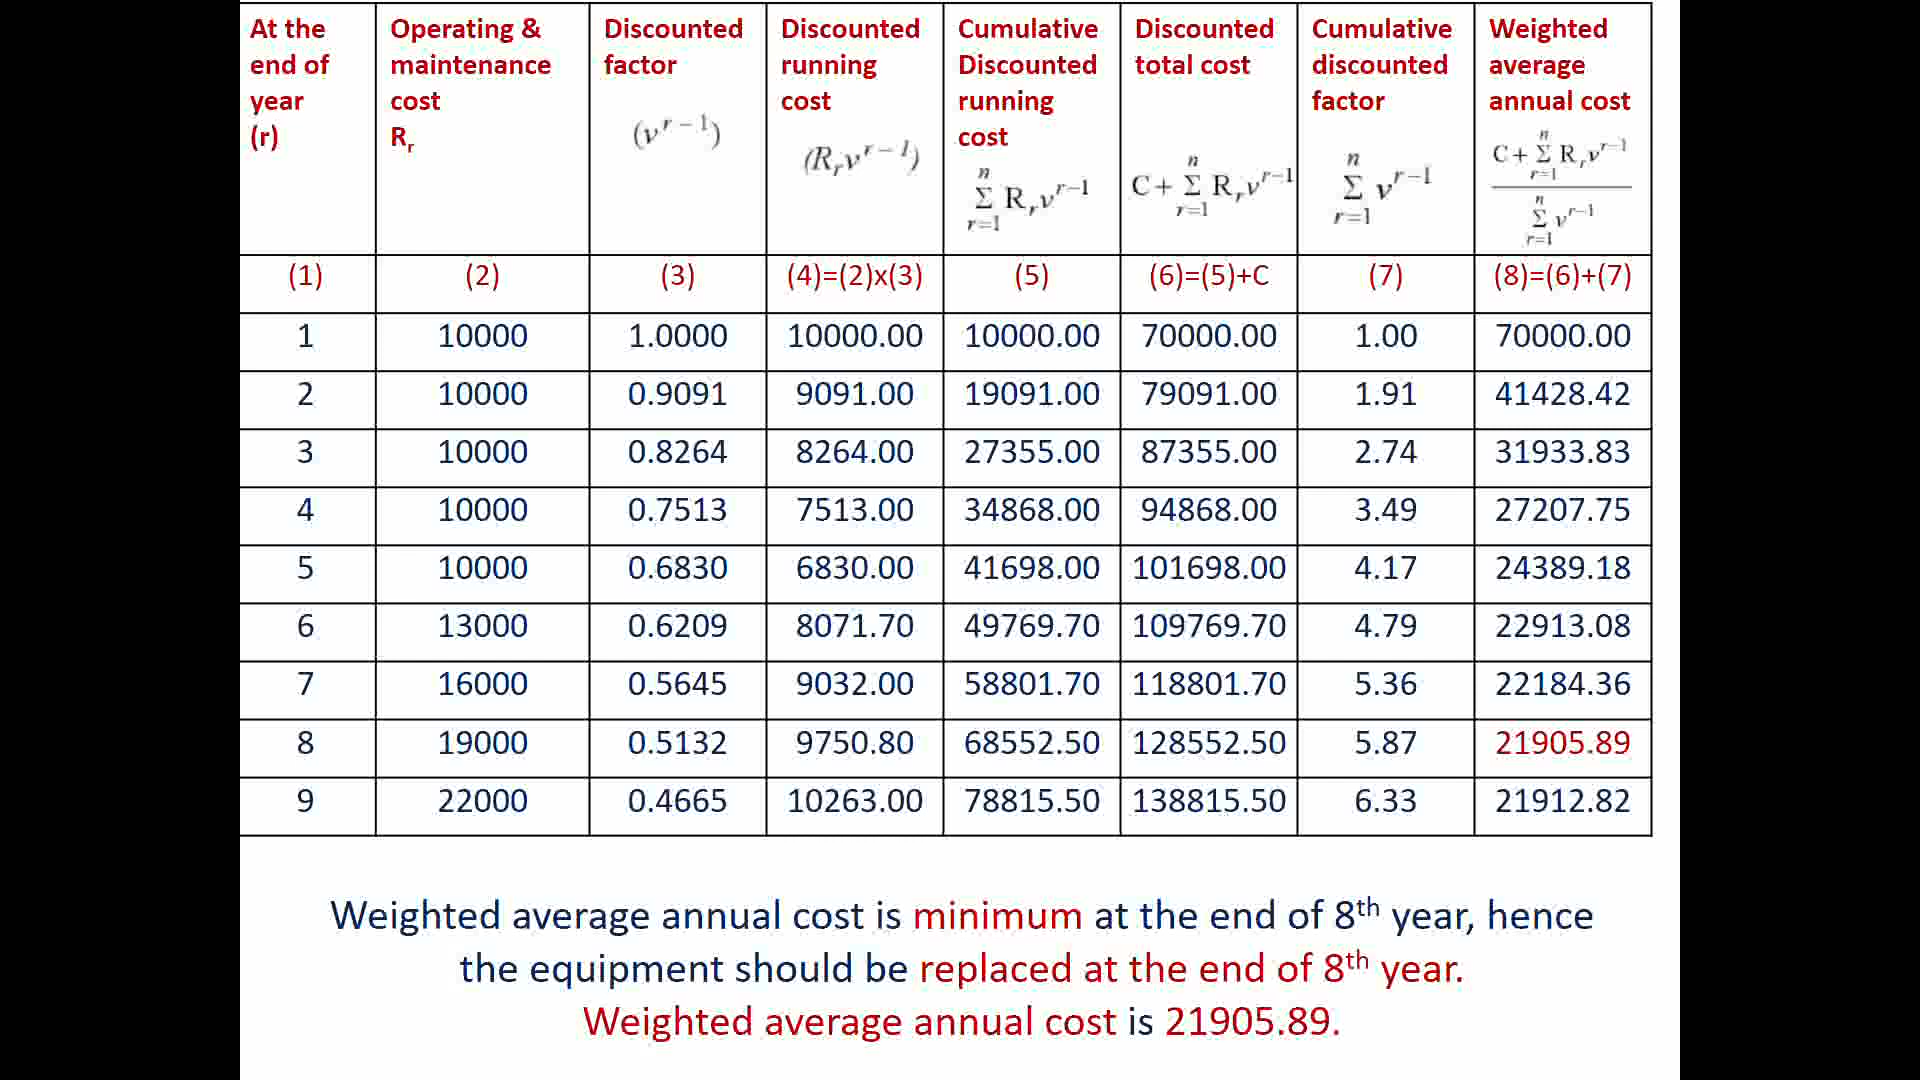 At the end of year (r) | Operating & maintenance cost R_r | Discounted factor (v^{r-1}) | Discounted running cost (R_r v^{r-1}) | Cumulative Discounted running cost n Σ r=1 R_r v^{r-1} | Discounted total cost C+ n Σ r=1 R_r v^{r-1} | Cumulative discounted factor n Σ r=1 v^{r-1} | Weighted average annual cost C+ n Σ r=1 R_r v^{r-1} / n Σ r=1 v^{r-1}
(1) | (2) | (3) | (4)=(2)x(3) | (5) | (6)=(5)+C | (7) | (8)=(6)+(7)
1 | 10000 | 1.0000 | 10000.00 | 10000.00 | 70000.00 | 1.00 | 70000.00
2 | 10000 | 0.9091 | 9091.00 | 19091.00 | 79091.00 | 1.91 | 41428.42
3 | 10000 | 0.8264 | 8264.00 | 27355.00 | 87355.00 | 2.74 | 31933.83
4 | 10000 | 0.7513 | 7513.00 | 34868.00 | 94868.00 | 3.49 | 27207.75
5 | 10000 | 0.6830 | 6830.00 | 41698.00 | 101698.00 | 4.17 | 24389.18
6 | 13000 | 0.6209 | 8071.70 | 49769.70 | 109769.70 | 4.79 | 22913.08
7 | 16000 | 0.5645 | 9032.00 | 58801.70 | 118801.70 | 5.36 | 22184.36
8 | 19000 | 0.5132 | 9750.80 | 68552.50 | 128552.50 | 5.87 | 21905.89
9 | 22000 | 0.4665 | 10263.00 | 78815.50 | 138815.50 | 6.33 | 21912.82
Weighted average annual cost is minimum at the end of 8th year, hence
the equipment should be replaced at the end of 8th year.
Weighted average annual cost is 21905.89.